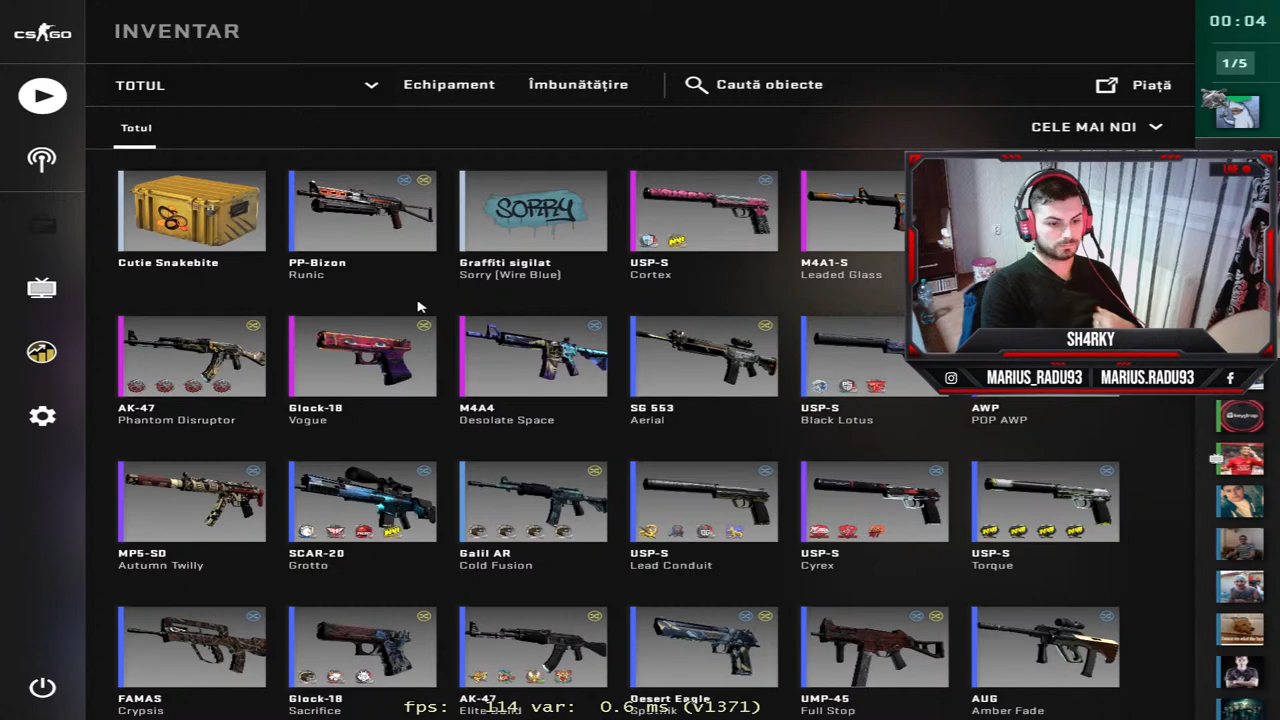 CS:GO
INVENTAR
00:04
1/5
TOTUL
Echipament
Îmbunătățire
Caută obiecte
Piață
Totul
CELE MAI NOI
LIVE
SORRY
Cutie Snakebite
PP-Bizon
Runic
Graffiti sigilat
Sorry (Wire Blue)
USP-S
Cortex
M4A1-S
Leaded Glass
SH4RKY
MARIUS_RADU93
MARIUS.RADU93
AK-47
Phantom Disruptor
Glock-18
Vogue
M4A4
Desolate Space
SG 553
Aerial
USP-S
Black Lotus
AWP
POP AWP
MP5-SD
Autumn Twilly
SCAR-20
Grotto
Galil AR
Cold Fusion
USP-S
Lead Conduit
USP-S
Cyrex
USP-S
Torque
FAMAS
Crypsis
Glock-18
Sacrifice
AK-47
Desert Eagle
UMP-45
Full Stop
AUG
Amber Fade
fps: 114 var: 0.6 ms (v1371)